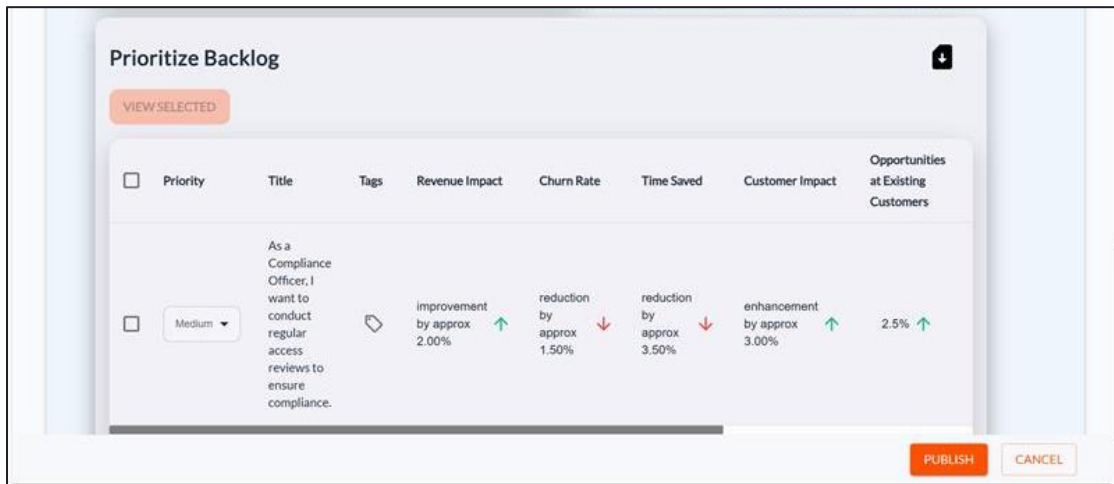 Prioritize Backlog
VIEW SELECTED
Priority
Title
Tags
Revenue Impact
Churn Rate
Time Saved
Customer Impact
Opportunities
at Existing
Customers
Medium
As a
Compliance
Officer, I
want to
conduct
regular
access
reviews to
ensure
compliance.
improvement
by approx
2.00%
reduction
by
approx
1.50%
reduction
by
approx
3.50%
enhancement
by approx
3.00%
2.5%
PUBLISH
CANCEL